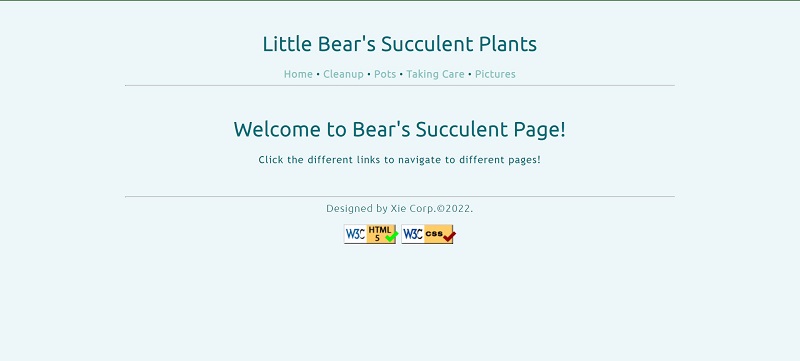 Little Bear's Succulent Plants
Home • Cleanup • Pots • Taking Care • Pictures
Welcome to Bear's Succulent Page!
Click the different links to navigate to different pages!
Designed by Xie Corp.©2022.
W3C HTML 5 W3C css